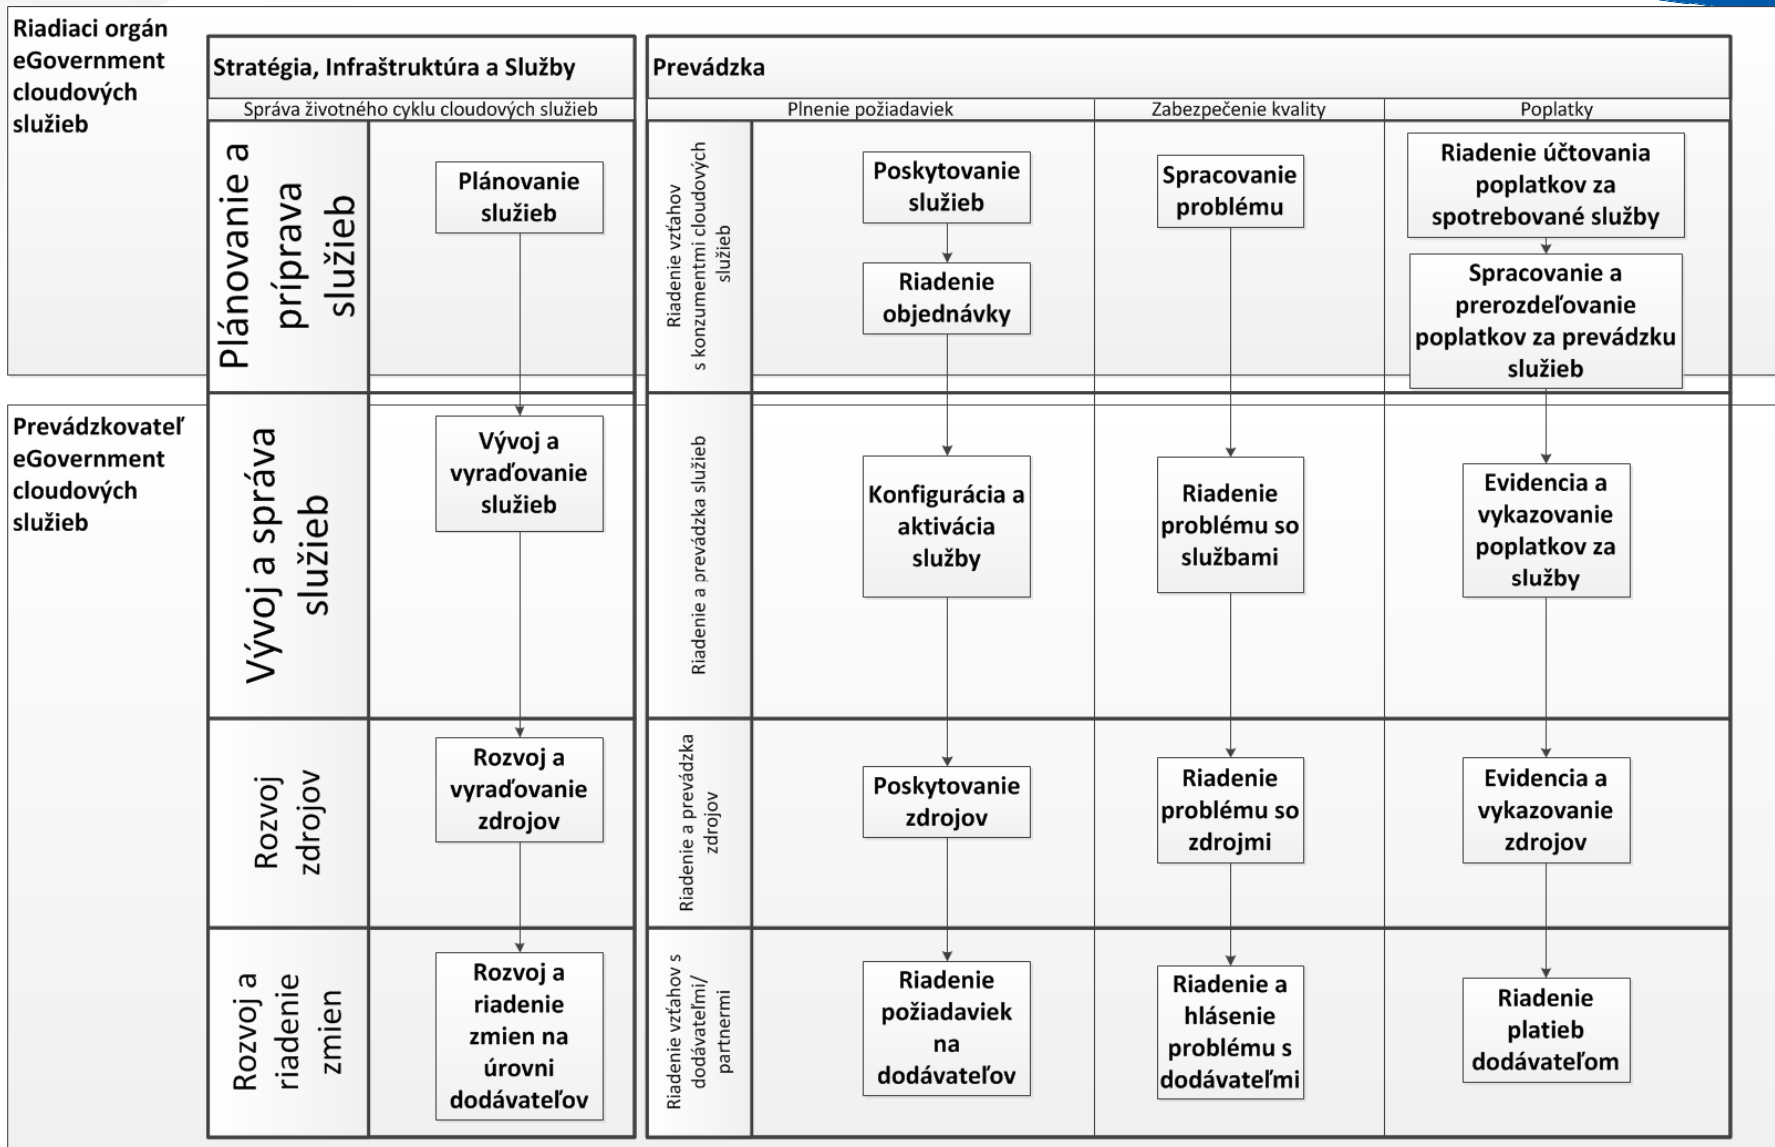 Riadiaci orgán
eGovernment
cloudových
služieb
Stratégia, Infraštruktúra a Služby
Správa životného cyklu cloudových služieb
Prevádzka
Plnenie požiadaviek
Zabezpečenie kvality
Poplatky
Plánovanie a
príprava
služieb
Plánovanie
služieb
Riadenie vzťahov
s konzumentmi cloudových
služieb
Poskytovanie
služieb
Riadenie
objednávky
Spracovanie
problému
Riadenie účtovania
poplatkov za
spotrebované služby
Spracovanie a
prerozdeľovanie
poplatkov za prevádzku
služieb
Prevádzkovateľ
eGovernment
cloudových
služieb
Vývoj a správa
služieb
Vývoj a
vyraďovanie
služieb
Riadenie a prevádzka služieb
Konfigurácia a
aktivácia
služby
Riadenie
problému so
službami
Evidencia a
vykazovanie
poplatkov za
služby
Rozvoj
zdrojov
Rozvoj a
vyraďovanie
zdrojov
Riadenie a prevádzka
zdrojov
Poskytovanie
zdrojov
Riadenie
problému so
zdrojmi
Evidencia a
vykazovanie
zdrojov
Rozvoj a
riadenie
zmien
Rozvoj a
riadenie
zmien na
úrovni
dodávateľov
Riadenie vzťahov s
dodávateľmi/
partnermi
Riadenie
požiadaviek
na
dodávateľov
Riadenie a
hlásenie
problému s
dodávateľmi
Riadenie
platieb
dodávateľom